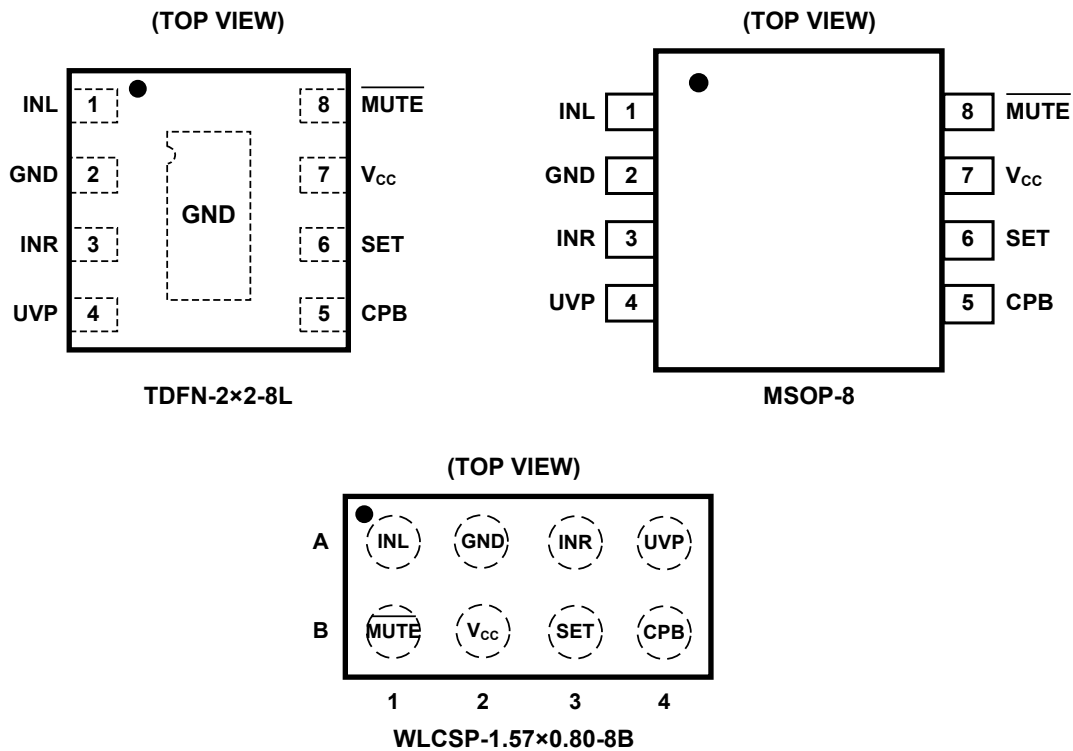 (TOP VIEW)
INL 1 8 MUTE
GND 2 7 VCC
GND
INR 3 6 SET
UVP 4 5 CPB
TDFN-2×2-8L
(TOP VIEW)
INL 1 8 MUTE
GND 2 7 VCC
INR 3 6 SET
UVP 4 5 CPB
MSOP-8
(TOP VIEW)
A INL GND INR UVP
B MUTE VCC SET CPB
1 2 3 4
WLCSP-1.57×0.80-8B